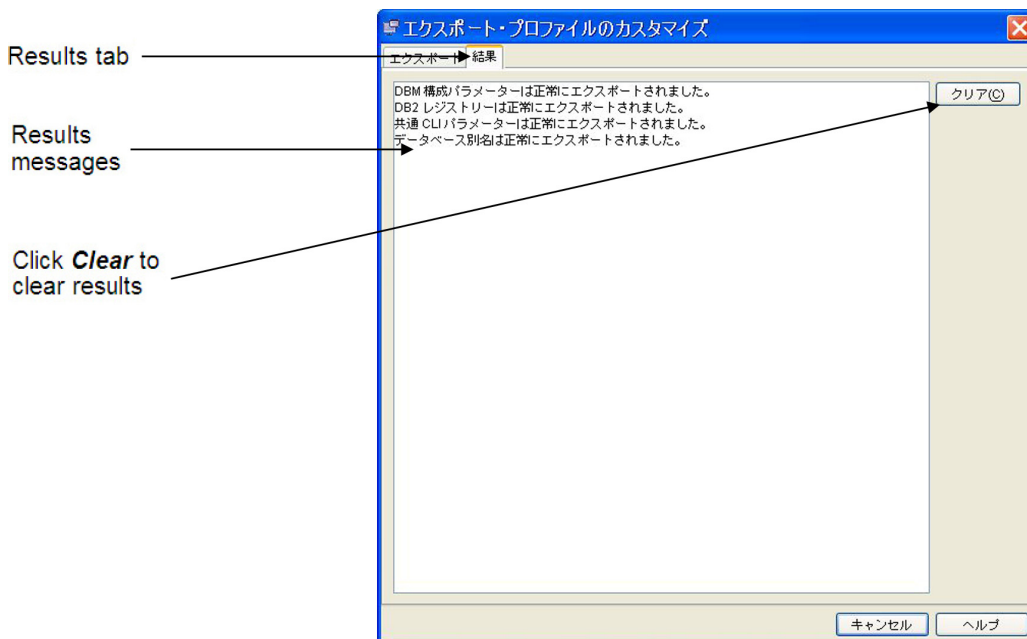 エクスポート・プロファイルのカスタマイズ
Results tab
エクスポート 結果
DBM 構成パラメーターは正常にエクスポートされました。
クリア(C)
DB2 レジストリーは正常にエクスポートされました。
共通 CLI パラメーターは正常にエクスポートされました。
データベース別名は正常にエクスポートされました。
Results
messages
Click Clear to
clear results
キャンセル ヘルプ